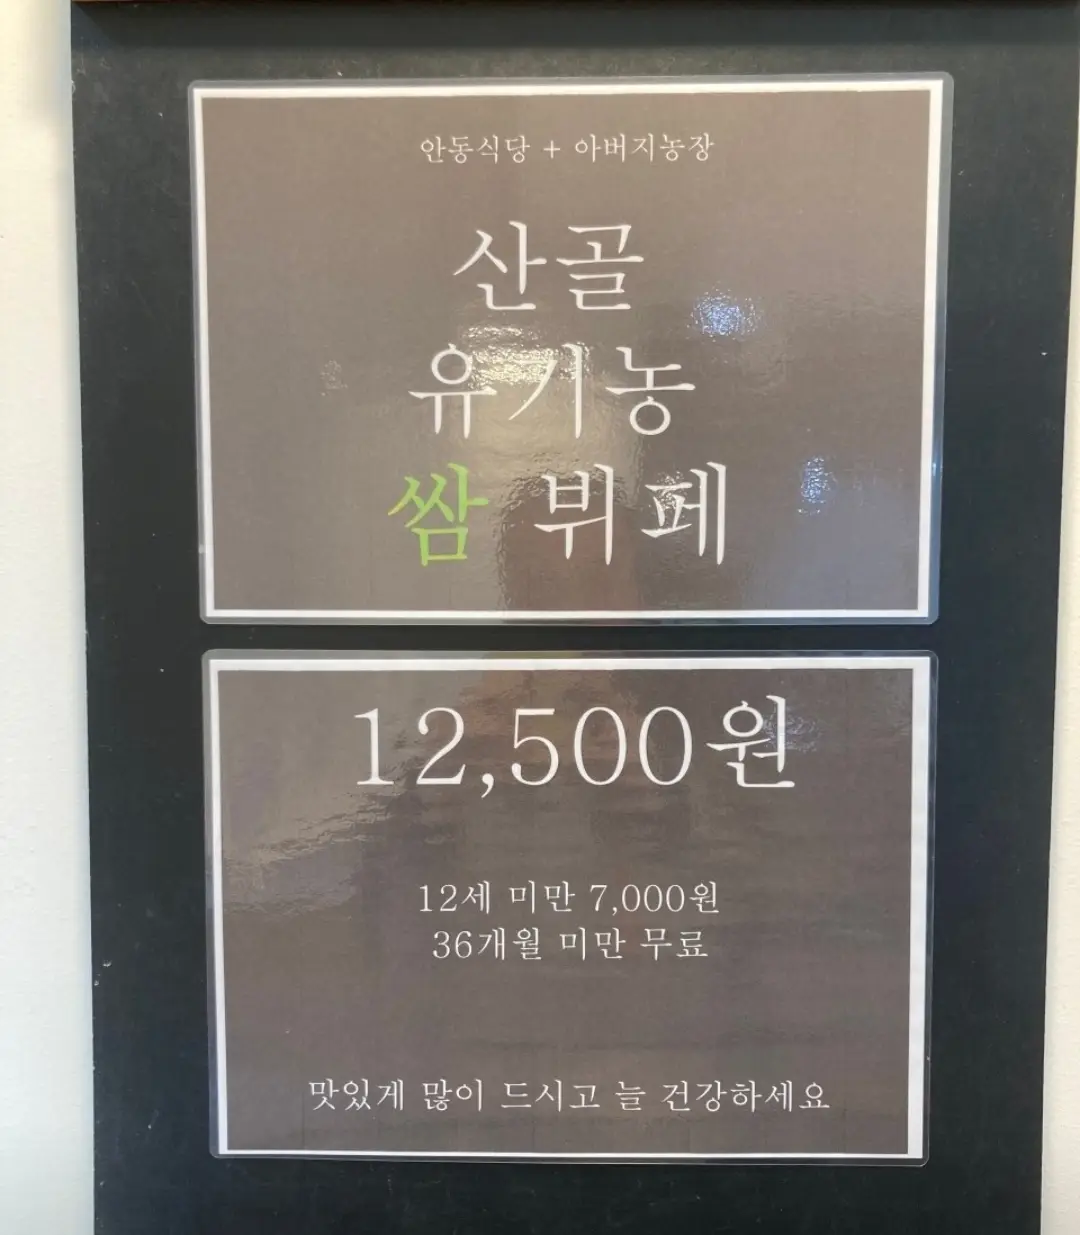 안동식당 + 아버지농장
산골
유기농
쌈 뷔페
12,500원
12세 미만 7,000원
36개월 미만 무료
맛있게 많이 드시고 늘 건강하세요